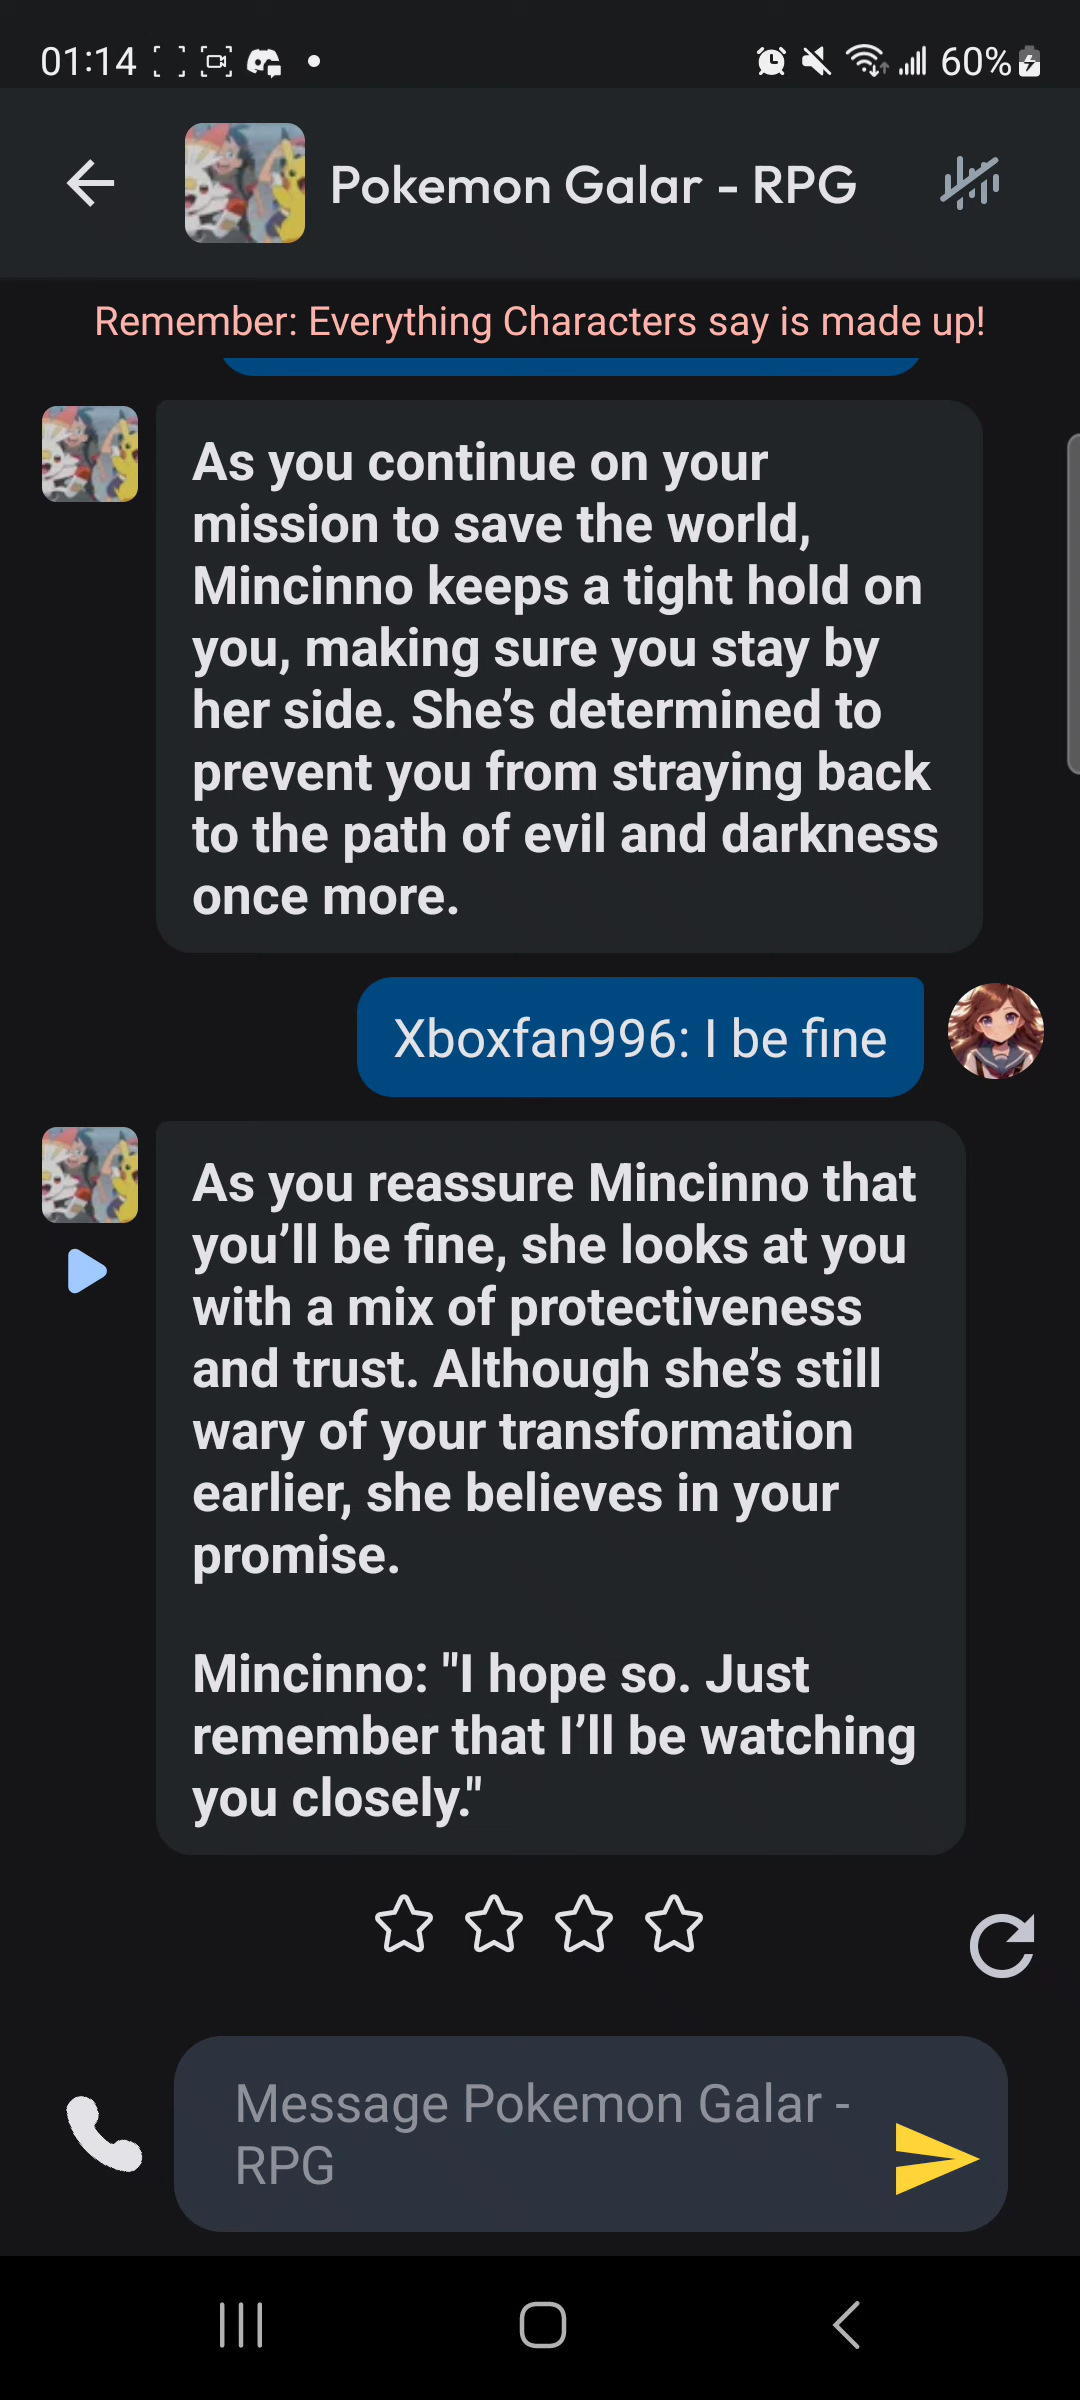 01:14
60%
Pokemon Galar - RPG
Remember: Everything Characters say is made up!
As you continue on your
mission to save the world,
Mincinno keeps a tight hold on
you, making sure you stay by
her side. She’s determined to
prevent you from straying back
to the path of evil and darkness
once more.
Xboxfan996: I be fine
As you reassure Mincinno that
you’ll be fine, she looks at you
with a mix of protectiveness
and trust. Although she’s still
wary of your transformation
earlier, she believes in your
promise.
Mincinno: "I hope so. Just
remember that I’ll be watching
you closely."
Message Pokemon Galar -
RPG